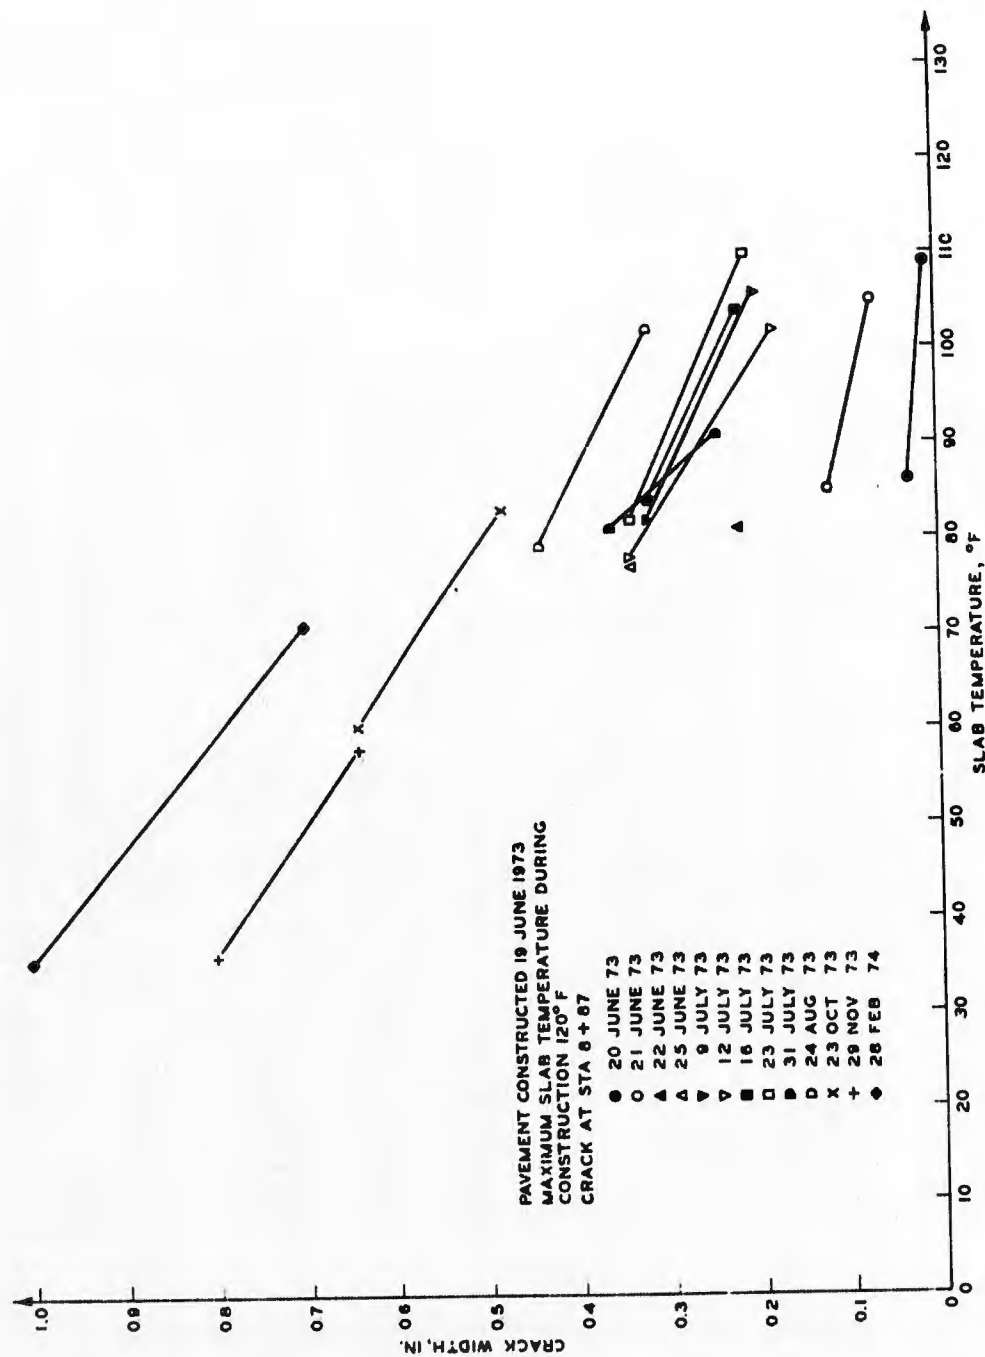 1.0
0.9
0.8
0.7
0.6
0.5
0.4
0.3
0.2
0.1
0
CRACK WIDTH, IN.
PAVEMENT CONSTRUCTED 19 JUNE 1973
MAXIMUM SLAB TEMPERATURE DURING
CONSTRUCTION 120° F
CRACK AT STA 8+87
20 JUNE 73
21 JUNE 73
22 JUNE 73
25 JUNE 73
9 JULY 73
12 JULY 73
16 JULY 73
23 JULY 73
31 JULY 73
24 AUG 73
23 OCT 73
29 NOV 73
28 FEB 74
0
10
20
30
40
50
60
70
80
90
100
110
120
130
SLAB TEMPERATURE, °F